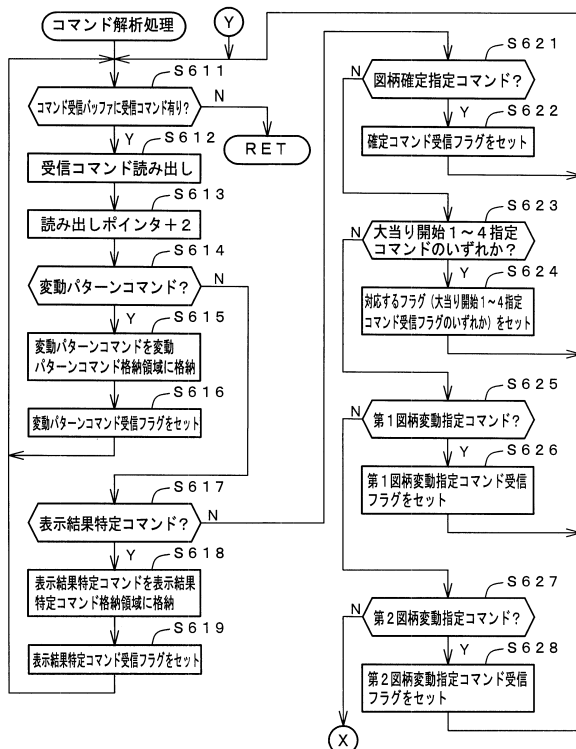 コマンド解析処理
Y
S611
コマンド受信バッファに受信コマンド有り?
N
RET
Y
S612
受信コマンド読み出し
S613
読み出しポインタ+2
S614
変動パターンコマンド?
N
Y
S615
変動パターンコマンドを変動
パターンコマンド格納領域に格納
S616
変動パターンコマンド受信フラグをセット
S617
表示結果特定コマンド?
N
Y
S618
表示結果特定コマンドを表示結果
特定コマンド格納領域に格納
S619
表示結果特定コマンド受信フラグをセット
S621
N
図柄確定指定コマンド?
Y
S622
確定コマンド受信フラグをセット
S623
N
大当り開始1~4指定
コマンドのいずれか?
Y
S624
対応するフラグ(大当り開始1~4指定
コマンド受信フラグのいずれか)をセット
S625
N
第1図柄変動指定コマンド?
Y
S626
第1図柄変動指定コマンド受信
フラグをセット
S627
N
第2図柄変動指定コマンド?
Y
S628
第2図柄変動指定コマンド受信
フラグをセット
X